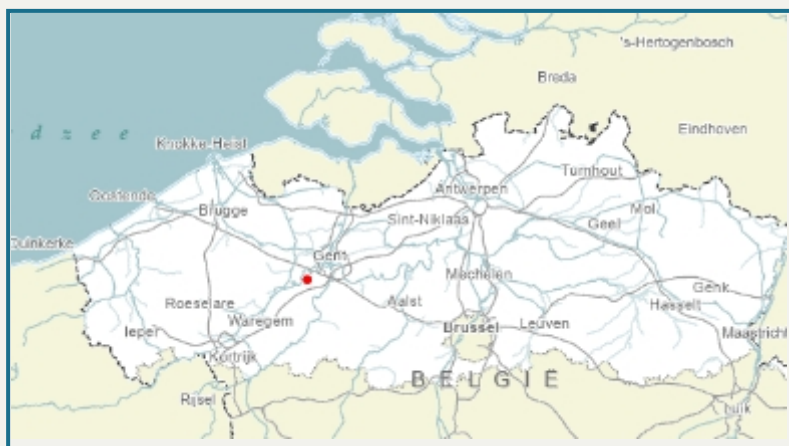 's-Hertogenbosch
Breda
d z e e
Eindhoven
Knokke-Heist
Turnhout
Antwerpen
Oostende
Brugge
Mol
Sint-Niklaas
Geel
Duinkerke
Gent
Mechelen
Genk
Roeselare
Aalst
Hasselt
Waregem
Brussel
Leuven
Ieper
Maastricht
Kortrijk
BELGIË
Rijsel
Luik